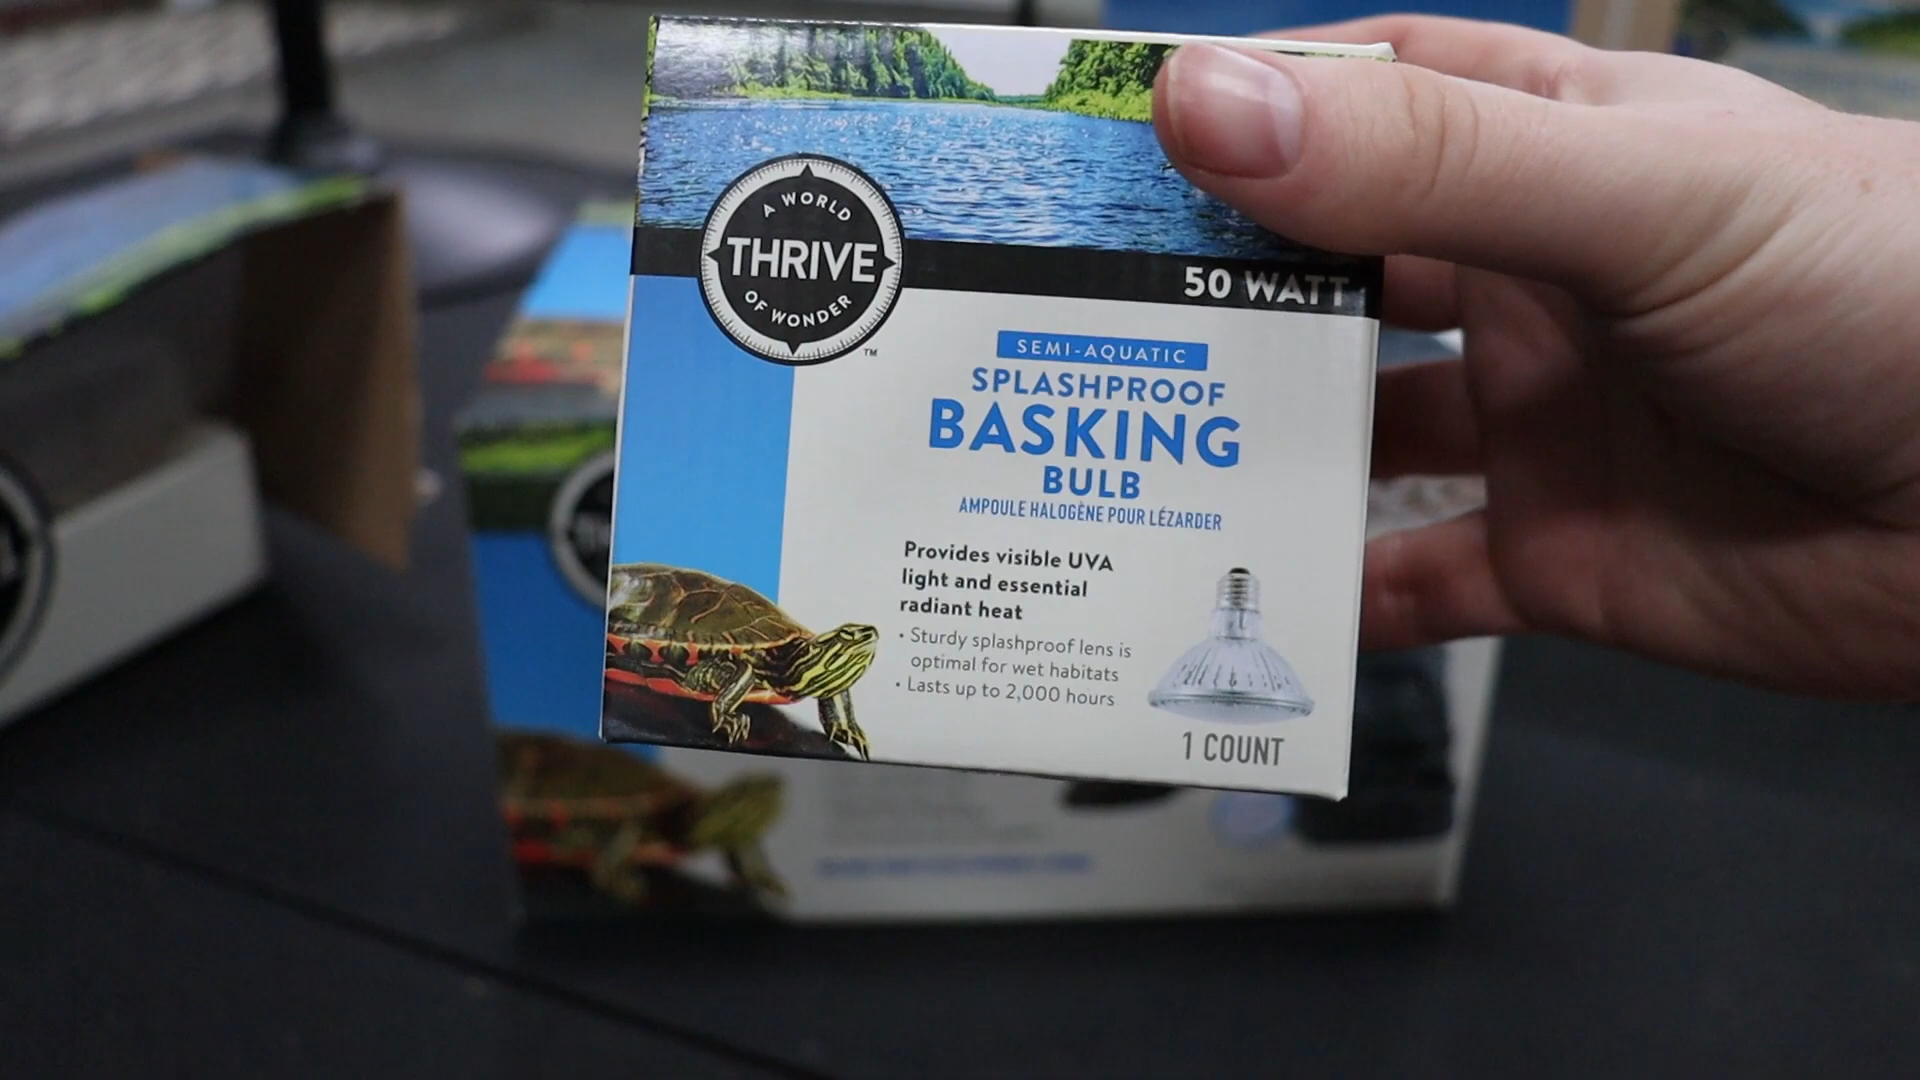 A WORLD
THRIVE
OF WONDER
TM
50 WATT
SEMI-AQUATIC
SPLASHPROOF
BASKING
BULB
AMPOULE HALOGÈNE POUR LÉZARDER
Provides visible UVA
light and essential
radiant heat
• Sturdy splashproof lens is
optimal for wet habitats
• Lasts up to 2,000 hours
1 COUNT